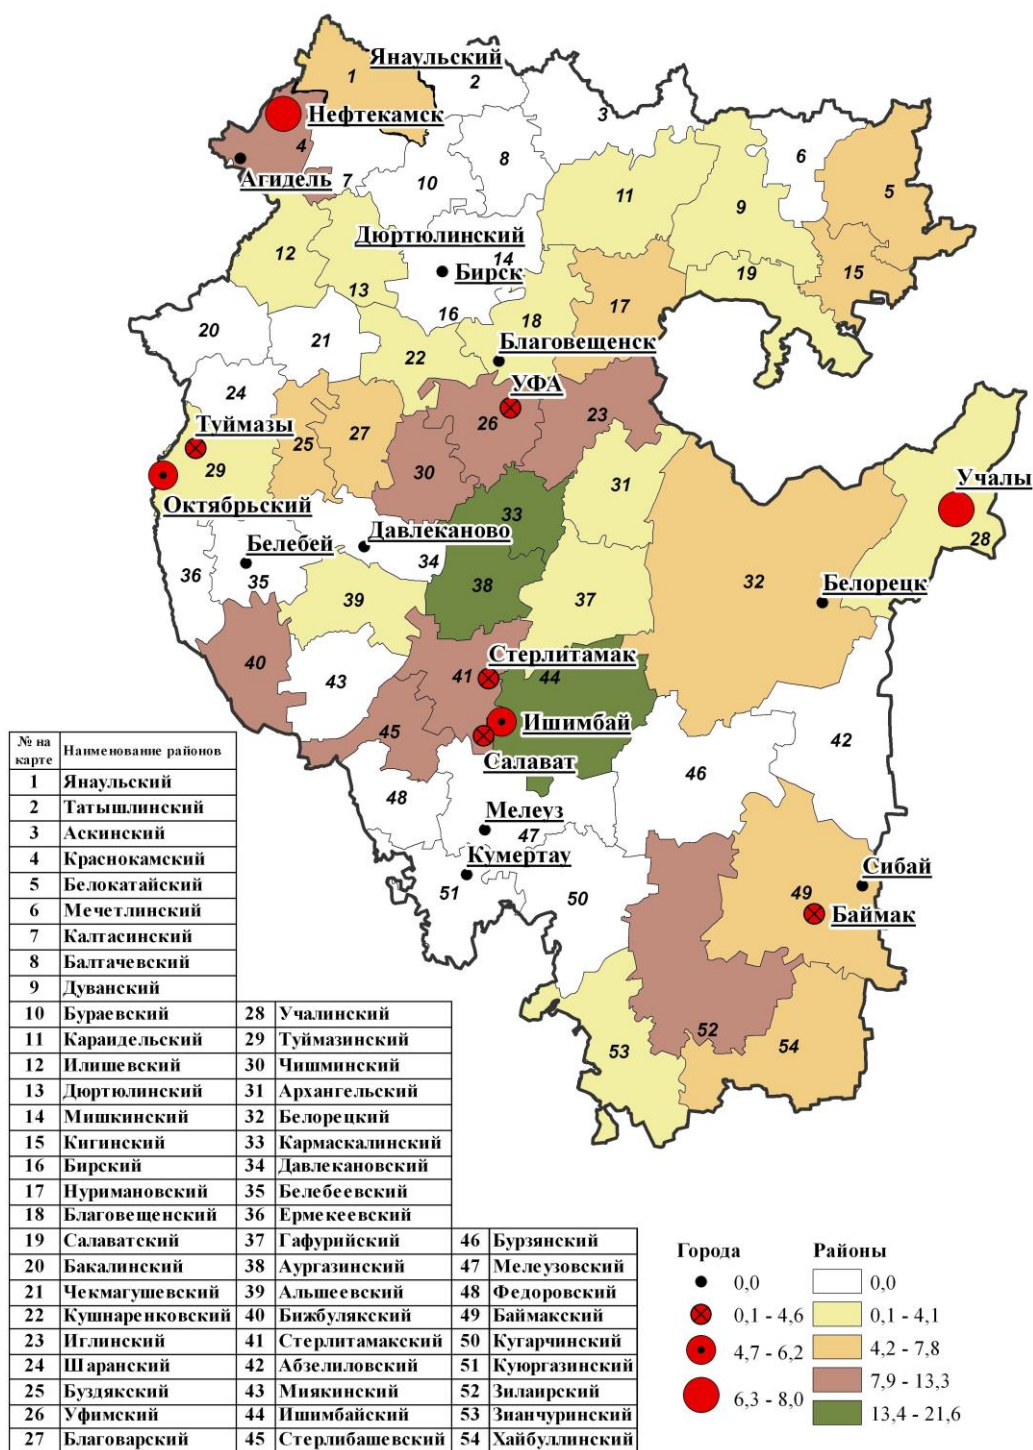 Янаульский
1
2
3
Нефтекамск
4
Агидель
7
10
8
6
5
11
9
Дюртюлинский
14
12
Бирск
13
19
15
17
16
18
20
21
22
Благовещенск
24
УФА
26
23
Туймазы
25
27
29
30
31
Учалы
Октябрьский
33
28
Давлеканово
Белебей
34
36
35
38
37
32
Белорецк
39
40
43
41
Стерлитамак
44
45
Ишимбай
Салават
42
46
48
Мелеуз
47
Кумертау
51
50
Сибай
49
Баймак
52
53
54
№ на карте Наименование районов
1 Янаульский
2 Татышлинский
3 Аскинский
4 Краснокамский
5 Белокатайский
6 Мечетлинский
7 Калтасинский
8 Балтачевский
9 Дуванский
10 Бураевский 28 Учалинский
11 Караидельский 29 Туймазинский
12 Илишевский 30 Чишминский
13 Дюртюлинский 31 Архангельский
14 Мишкинский 32 Белорецкий
15 Кигинский 33 Кармаскалинский
16 Бирский 34 Давлекановский
17 Нуримановский 35 Белебеевский
18 Благовещенский 36 Ермекеевский
19 Салаватский 37 Гафурийский 46 Бурзянский
20 Бакалинский 38 Аургазинский 47 Мелеузовский
21 Чекмагушевский 39 Альшеевский 48 Федоровский
22 Кушнаренковский 40 Бижбулякский 49 Баймакский
23 Иглинский 41 Стерлитамакский 50 Кугарчинский
24 Шаранский 42 Абзелиловский 51 Куюргазинский
25 Буздякский 43 Миякинский 52 Зилаирский
26 Уфимский 44 Ишимбайский 53 Зианчуринский
27 Благоварский 45 Стерлибашевский 54 Хайбуллинский
Города Районы
0,0 0,0
0,1 - 4,6 0,1 - 4,1
4,7 - 6,2 4,2 - 7,8
6,3 - 8,0 7,9 - 13,3
13,4 - 21,6